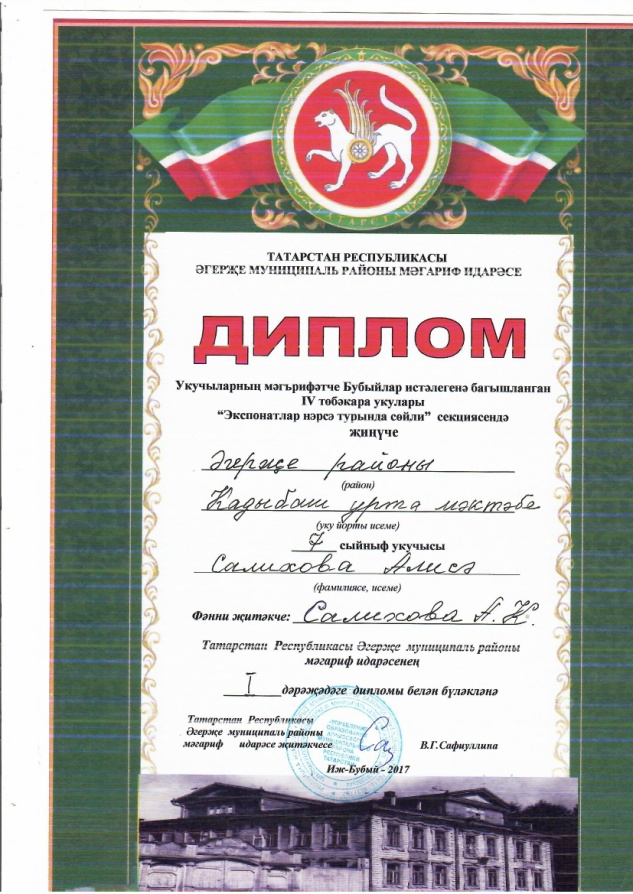 ТАТАРСТАН
ТАТАРСТАН РЕСПУБЛИКАСЫ
ӘГЕРҖЕ МУНИЦИПАЛЬ РАЙОНЫ МӘГАРИФ ИДАРӘСЕ
ДИПЛОМ
Укучыларның мәгърифәтче Бубыйлар истәлегенә багышланган
IV төбәкара укулары
“Экспонатлар нәрсә турында сөйли” секциясендә
җиңүче
Әгерҗе районы
(район)
Кадыбаш урта мәктәбе
(уку йорты исеме)
7 сыйныф укучысы
Салихова Алисә
(фамилиясе, исеме)
Фәнни җитәкче: Салихова А. К.
Татарстан Республикасы Әгерҗе муниципаль районы
мәгариф идарәсенең
I дәрәҗәдәге дипломы белән бүләкләнә
Татарстан Республикасы
Әгерҗе муниципаль районы
мәгариф идарәсе җитәкчесе В.Г.Сафиуллина
Иж-Бубый - 2017